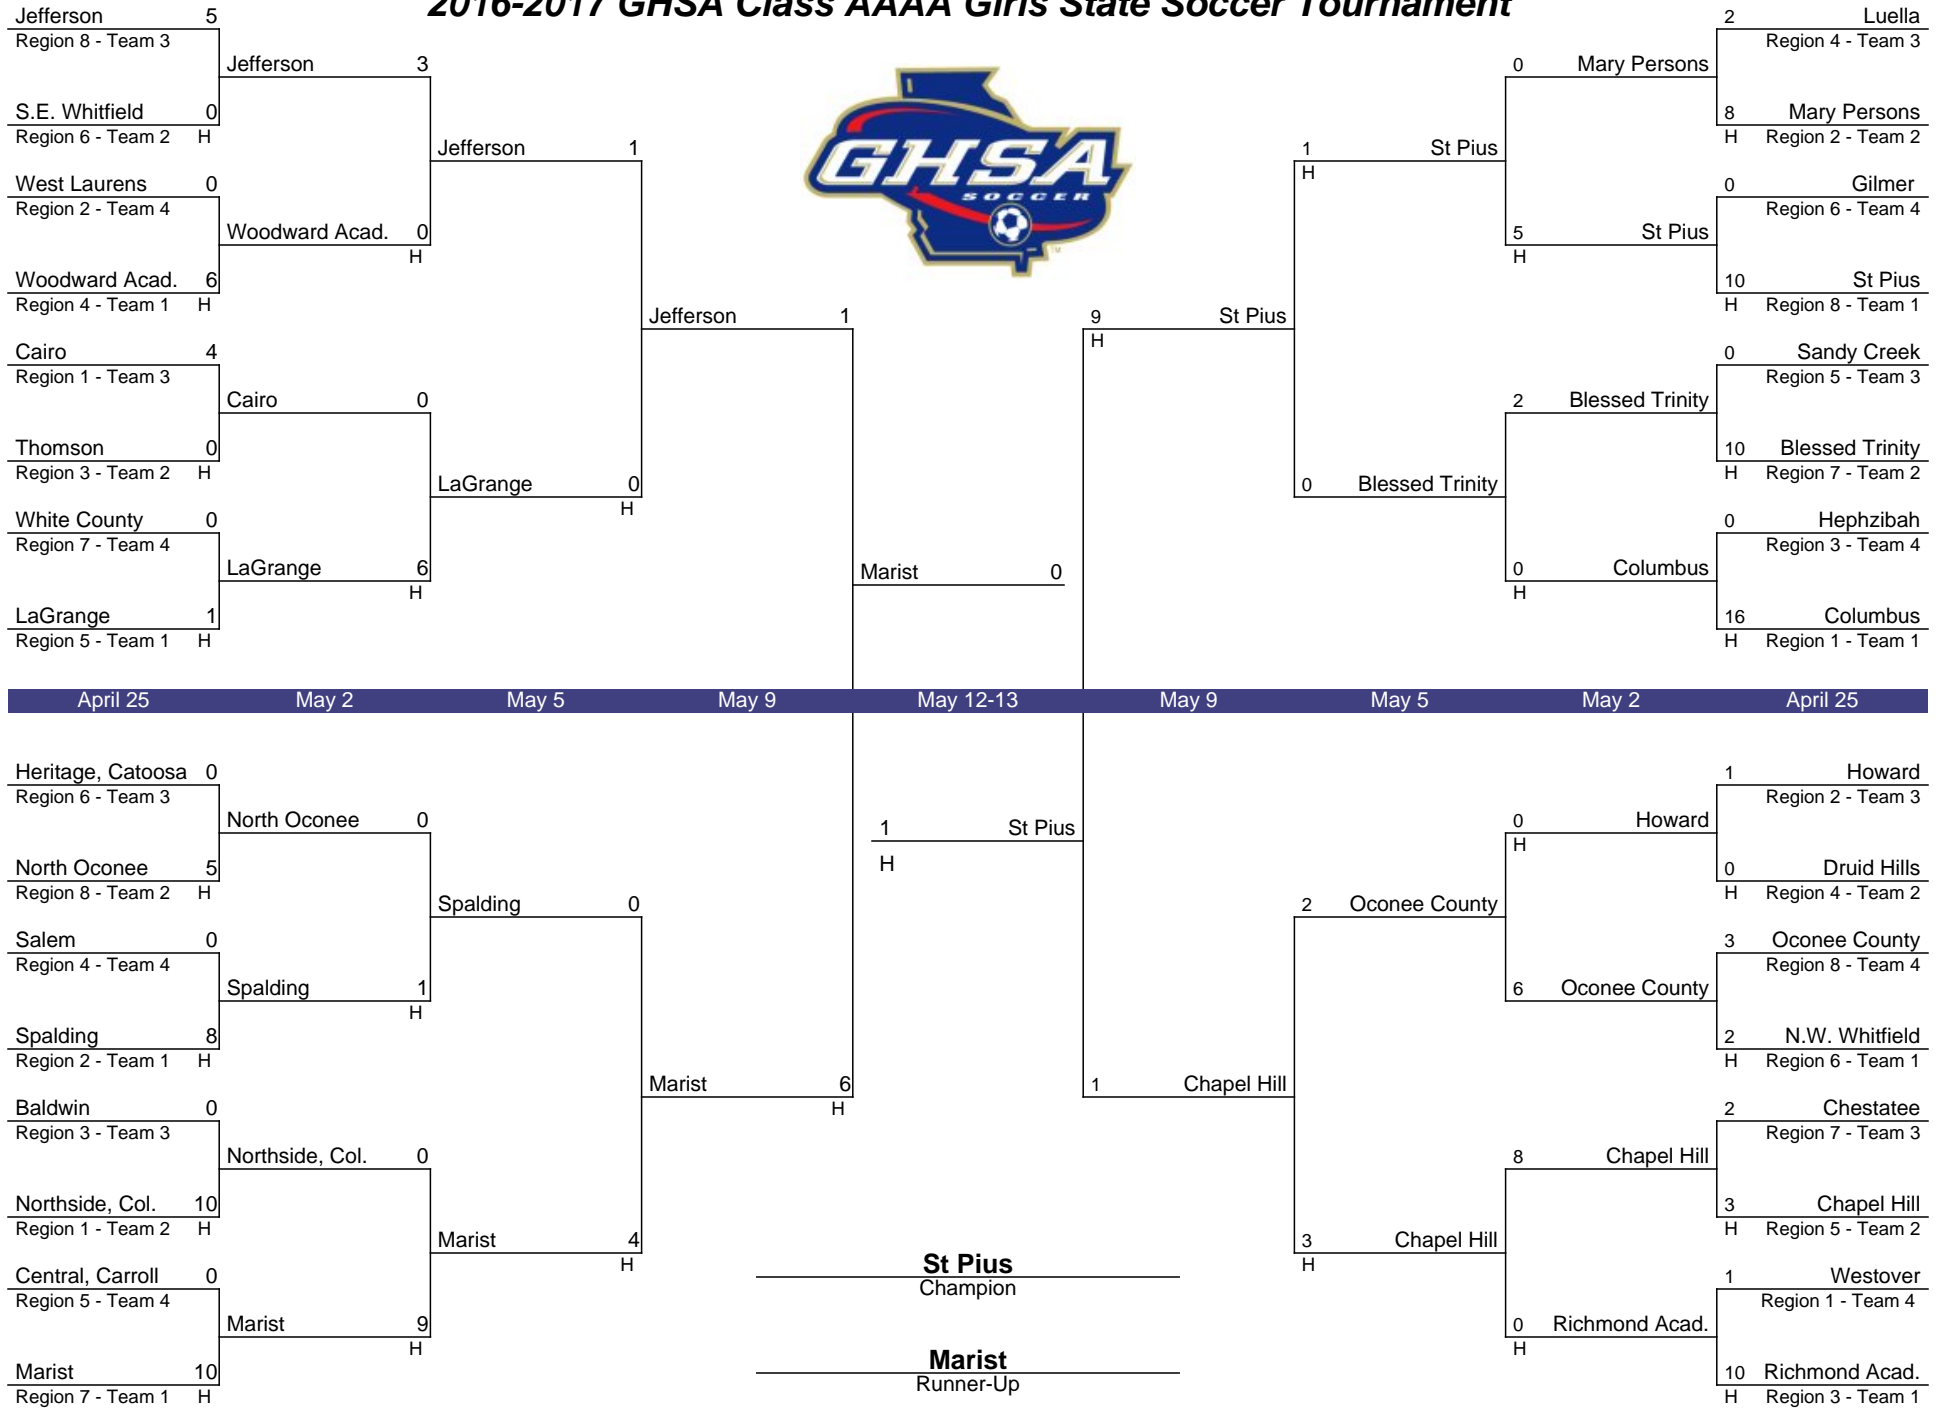 2016-2017 GHSA Class AAAA Girls State Soccer Tournament
GHSA
SOCCER
TM
Jefferson 5
Region 8 - Team 3
S.E. Whitfield 0
Region 6 - Team 2 H
West Laurens 0
Region 2 - Team 4
Woodward Acad. 6
Region 4 - Team 1 H
Cairo 4
Region 1 - Team 3
Thomson 0
Region 3 - Team 2 H
White County 0
Region 7 - Team 4
LaGrange 1
Region 5 - Team 1 H
Jefferson 3
Woodward Acad. 0
H
Cairo 0
LaGrange 6
H
Jefferson 1
LaGrange 0
H
Jefferson 1
Marist 0
9 St Pius
H
1 St Pius
H
0 Blessed Trinity
0 Mary Persons
5 St Pius
H
2 Blessed Trinity
0 Columbus
H
2 Luella
Region 4 - Team 3
8 Mary Persons
H Region 2 - Team 2
0 Gilmer
Region 6 - Team 4
10 St Pius
H Region 8 - Team 1
0 Sandy Creek
Region 5 - Team 3
10 Blessed Trinity
H Region 7 - Team 2
0 Hephzibah
Region 3 - Team 4
16 Columbus
H Region 1 - Team 1
April 25 May 2 May 5 May 9 May 12-13 May 9 May 5 May 2 April 25
Heritage, Catoosa 0
Region 6 - Team 3
North Oconee 5
Region 8 - Team 2 H
Salem 0
Region 4 - Team 4
Spalding 8
Region 2 - Team 1 H
Baldwin 0
Region 3 - Team 3
Northside, Col. 10
Region 1 - Team 2 H
Central, Carroll 0
Region 5 - Team 4
Marist 10
Region 7 - Team 1 H
North Oconee 0
Spalding 1
H
Northside, Col. 0
Marist 9
H
Spalding 0
Marist 4
H
Marist 6
H
1 St Pius
H
1 Chapel Hill
2 Oconee County
3 Chapel Hill
H
0 Howard
H
6 Oconee County
8 Chapel Hill
0 Richmond Acad.
H
1 Howard
Region 2 - Team 3
0 Druid Hills
H Region 4 - Team 2
3 Oconee County
Region 8 - Team 4
2 N.W. Whitfield
H Region 6 - Team 1
2 Chestatee
Region 7 - Team 3
3 Chapel Hill
H Region 5 - Team 2
1 Westover
Region 1 - Team 4
10 Richmond Acad.
H Region 3 - Team 1
St Pius
Champion
Marist
Runner-Up